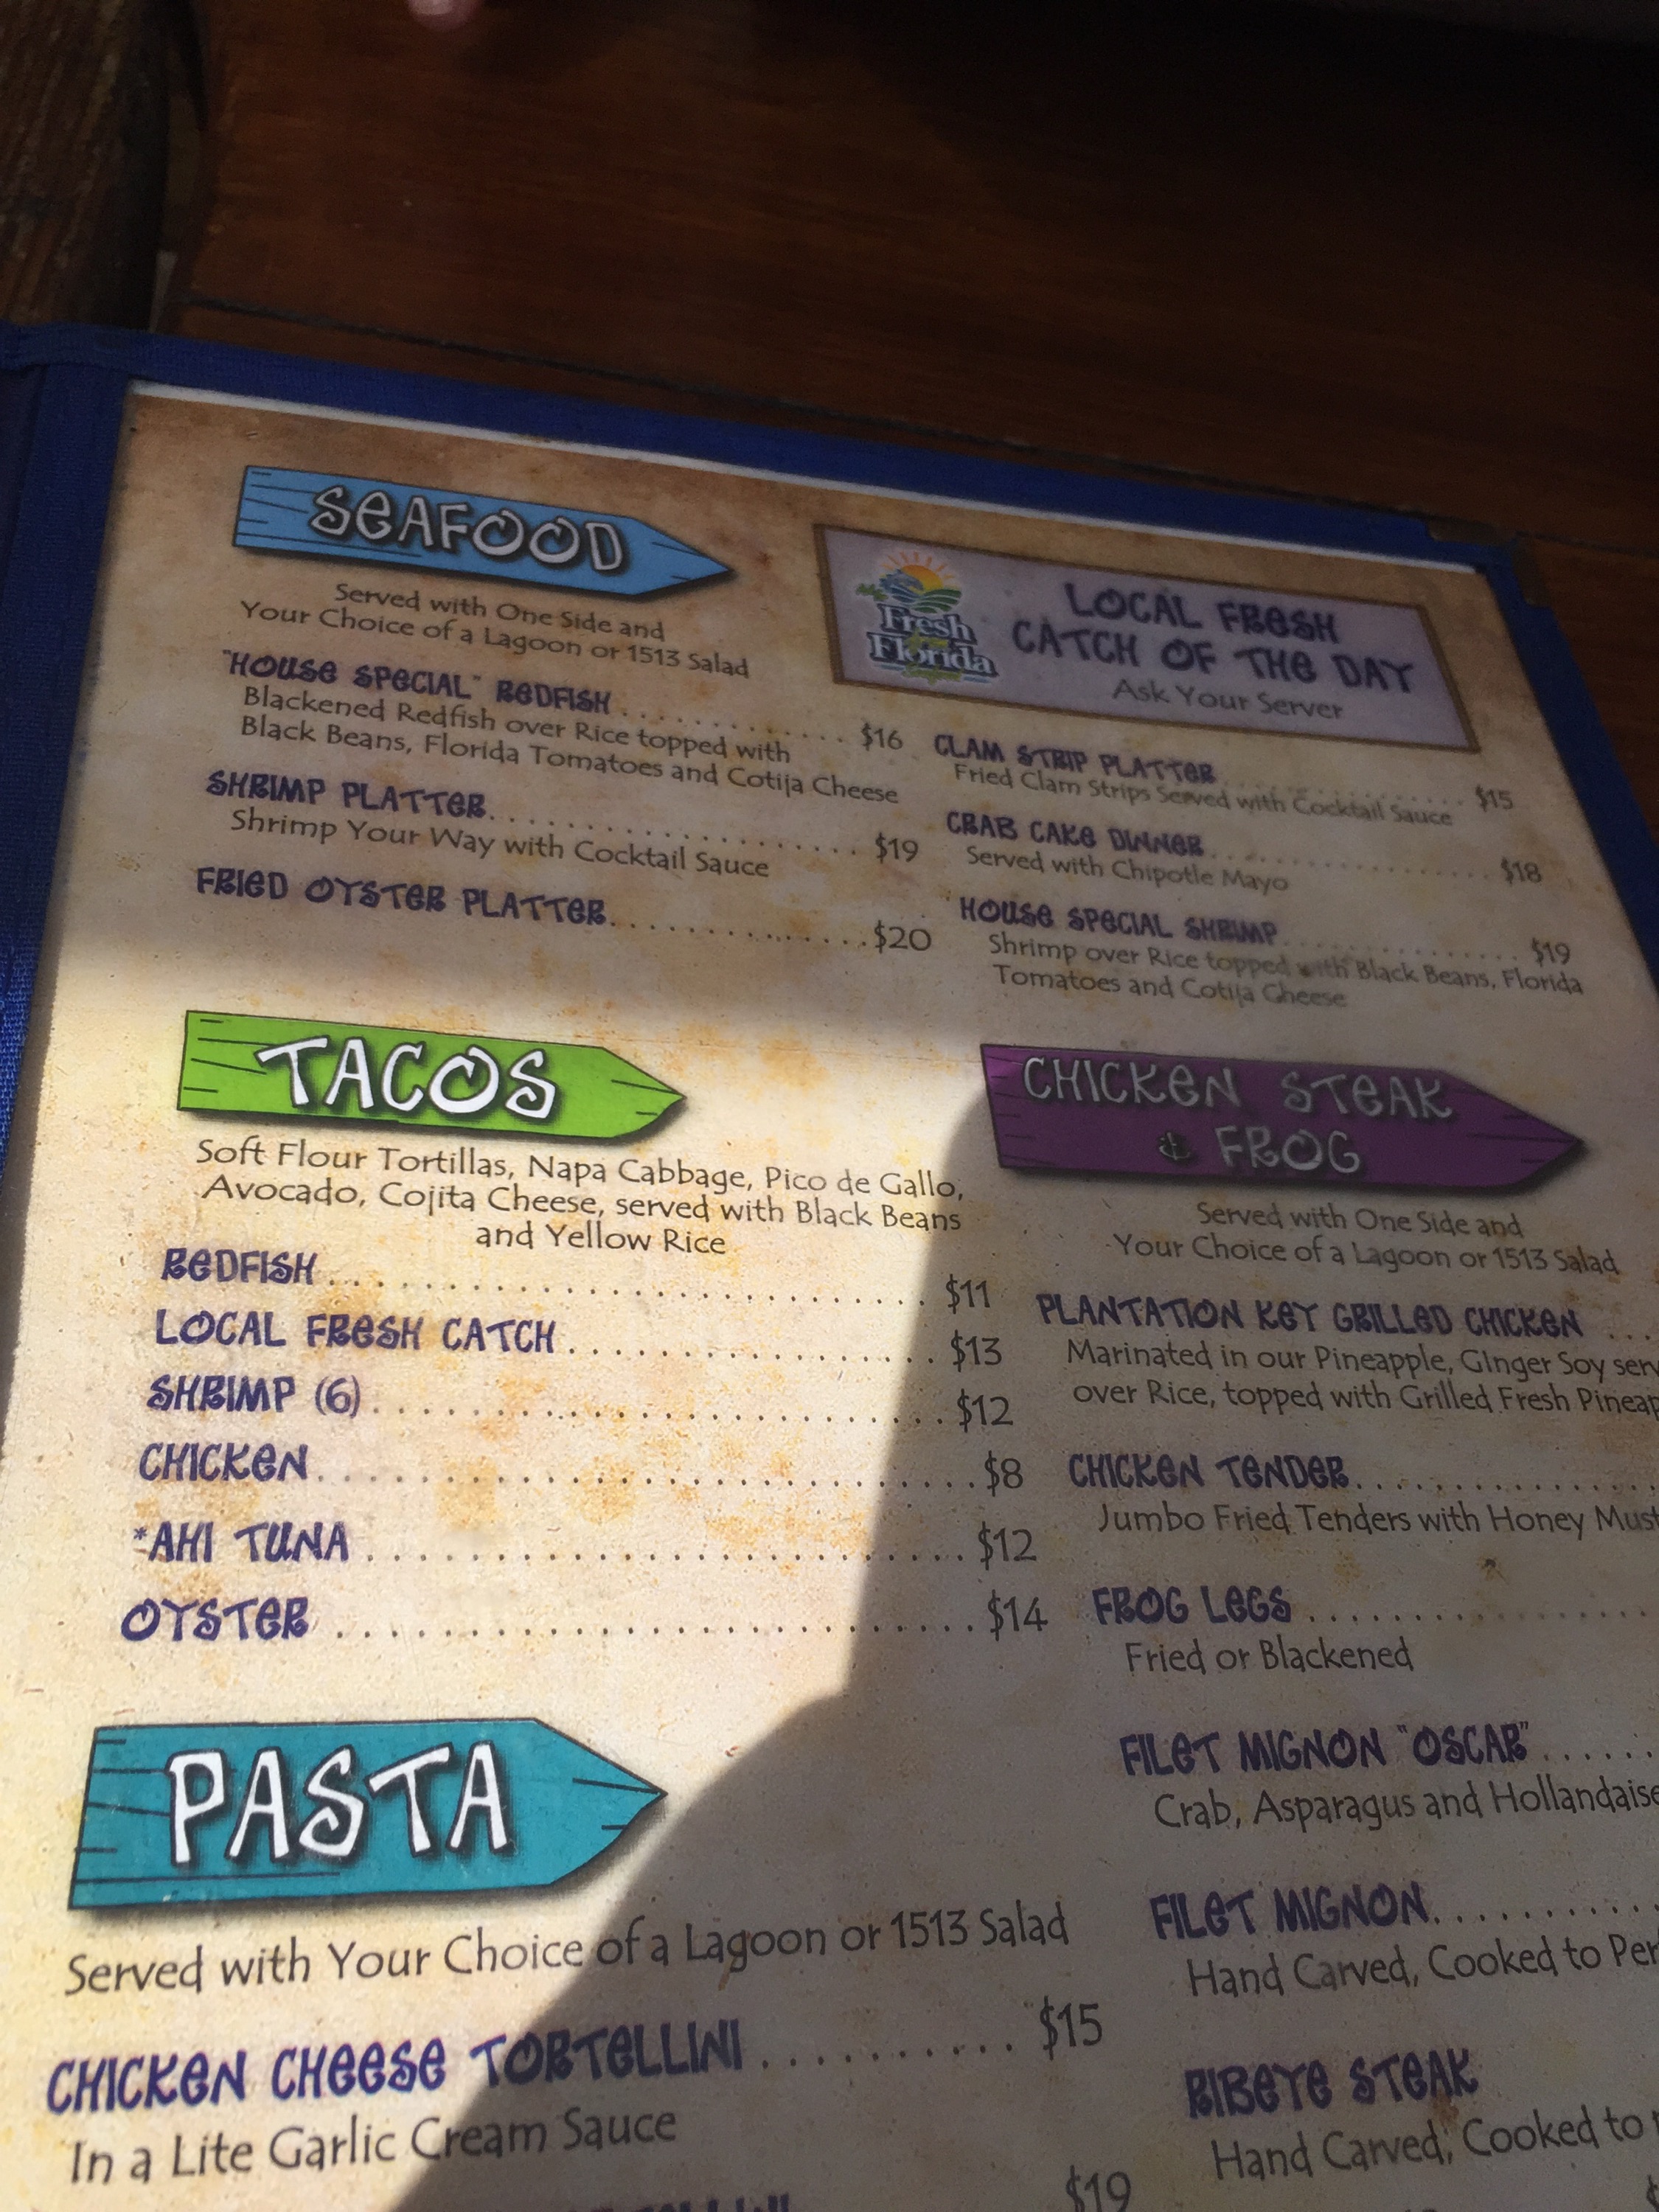 SEAFOOD
Served with One Side and
Your Choice of a Lagoon or 1513 Salad
"HOUSE SPECIAL" REDFISH . . . . . . . . . . . . . $16
Blackened Redfish over Rice topped with
Black Beans, Florida Tomatoes and Cotija Cheese
SHRIMP PLATTER. . . . . . . . . . . . . . . . . . . $19
Shrimp Your Way with Cocktail Sauce
FRIED OYSTER PLATTER. . . . . . . . . . . . . . $20
Fresh
Florida
LOCAL FRESH
CATCH OF THE DAY
Ask Your Server
CLAM STRIP PLATTER . . . . . . . . . . . . . $15
Fried Clam Strips Served with Cocktail Sauce
CRAB CAKE DINNER . . . . . . . . . . . . . . $18
Served with Chipotle Mayo
HOUSE SPECIAL SHRIMP . . . . . . . . . . . . $19
Shrimp over Rice topped with Black Beans, Florida
Tomatoes and Cotija Cheese
TACOS
Soft Flour Tortillas, Napa Cabbage, Pico de Gallo,
Avocado, Cojita Cheese, served with Black Beans
and Yellow Rice
REDFISH . . . . . . . . . . . . . . . . . . . . . . . $11
LOCAL FRESH CATCH . . . . . . . . . . . . . . $13
SHRIMP (6) . . . . . . . . . . . . . . . . . . . . . $12
CHICKEN . . . . . . . . . . . . . . . . . . . . . . . $8
*AHI TUNA . . . . . . . . . . . . . . . . . . . . . . $12
OYSTER . . . . . . . . . . . . . . . . . . . . . . . $14
PASTA
Served with Your Choice of a Lagoon or 1513 Salad
CHICKEN CHEESE TORTELLINI . . . . . . . . . . $15
In a Lite Garlic Cream Sauce
$19
CHICKEN STEAK
& FROG
Served with One Side and
Your Choice of a Lagoon or 1513 Salad
PLANTATION KEY GRILLED CHICKEN . . .
Marinated in our Pineapple, GInger Soy serv
over Rice, topped with Grilled Fresh Pineap
CHICKEN TENDER. . . . . . . . . . . . .
Jumbo Fried Tenders with Honey Must
FROG LEGS . . . . . . . . . . . . . .
Fried or Blackened
FILET MIGNON "OSCAR" . . . . . .
Crab, Asparagus and Hollandaise
FILET MIGNON. . . . . . . . . .
Hand Carved, Cooked to Per
RIBEYE STEAK
Hand Carved, Cooked to